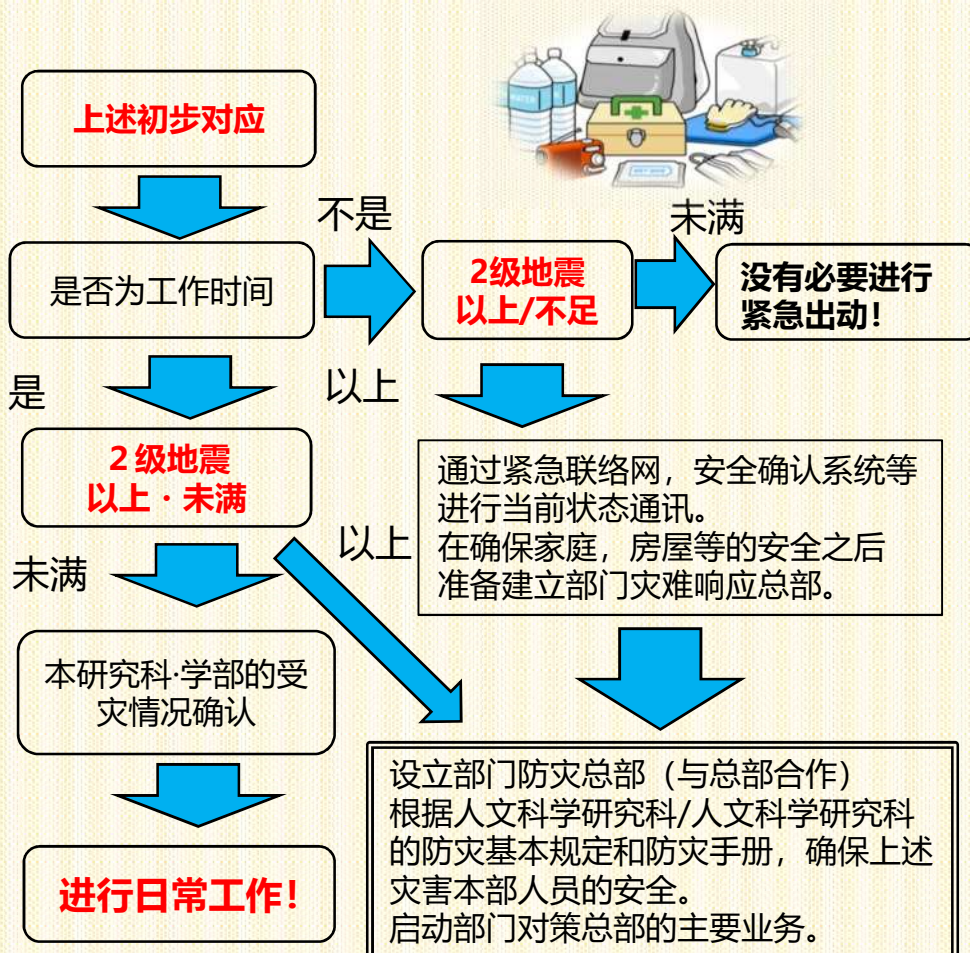 上述初步对应
WATER
不是
未满
是否为工作时间
2级地震
以上/不足
没有必要进行
紧急出动！
是
以上
２级地震
以上・未满
通过紧急联络网，安全确认系统等
进行当前状态通讯。
在确保家庭，房屋等的安全之后
准备建立部门灾难响应总部。
以上
未满
本研究科·学部的受
灾情况确认
设立部门防灾总部（与总部合作）
根据人文科学研究科/人文科学研究科
的防灾基本规定和防灾手册，确保上述
灾害本部人员的安全。
启动部门对策总部的主要业务。
进行日常工作！